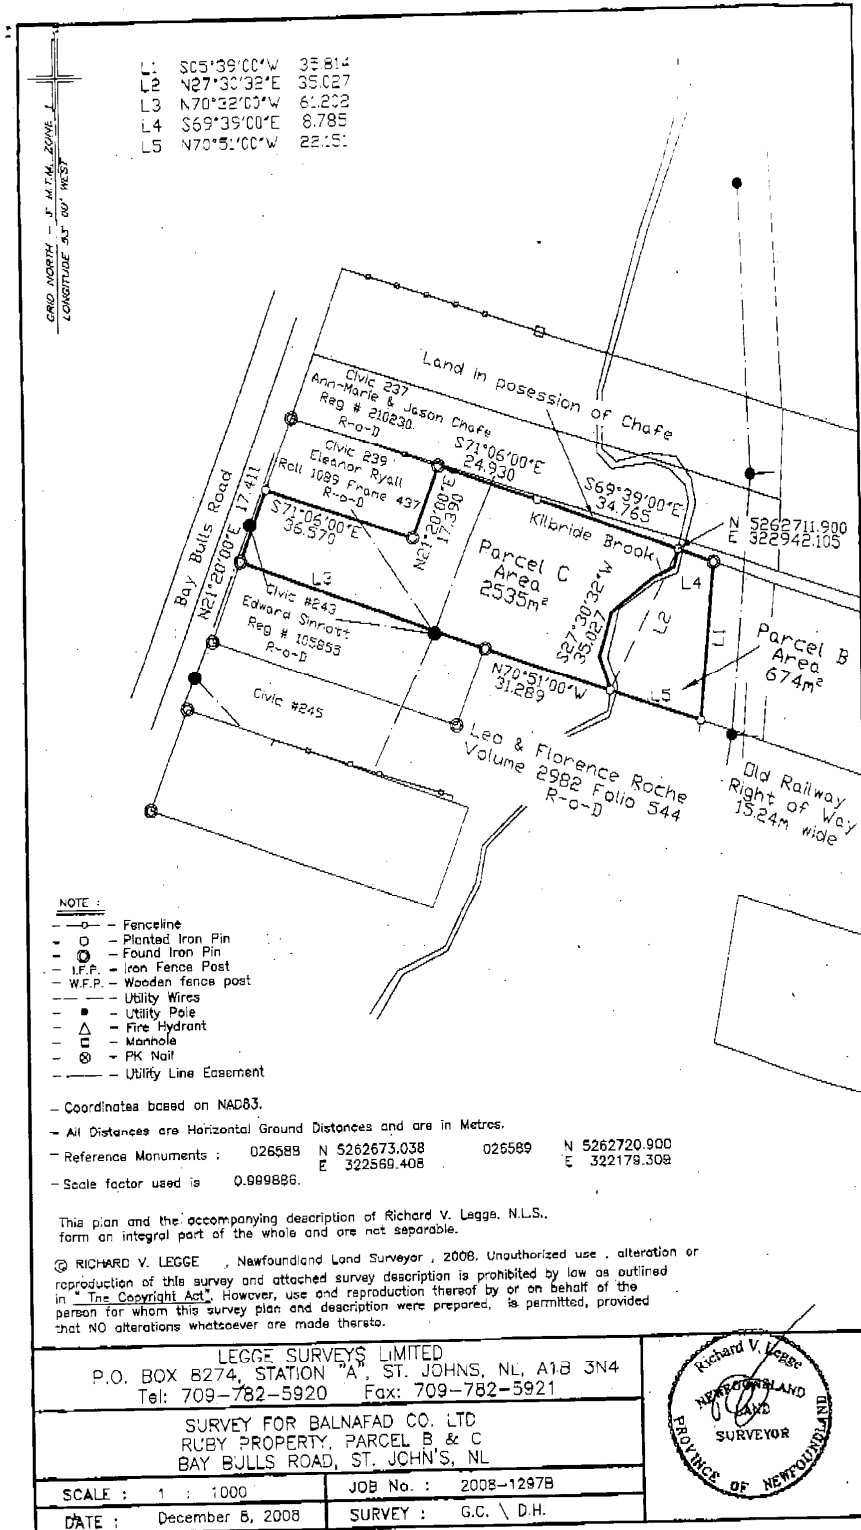 GRID NORTH - 3° M.T.M. ZONE 1
LONGITUDE 53° 00' WEST
L1 S05°39'00"W 35.814
L2 N27°30'32"E 35.027
L3 N70°32'00"W 61.202
L4 S69°39'00"E 8.785
L5 N70°51'00"W 22.151
Land in posession of Chafe
Civic 237
Ann-Marie & Jason Chafe
Reg # 210230
R-o-D
Civic 239
Eleanor Ryall
Roll 1089 Frame 437
R-o-D
S71°06'00"E
24.930
S69°39'00"E
34.765
N 5262711.900
E 322942.105
Kilbride Brook
Bay Bulls Road
N21°20'00"E 17.411
S71°06'00"E
36.570
N21°20'00"E
17.390
Parcel C
Area
2535m²
S27°30'32"W
35.027
L2
L4
L1
L3
L5
Parcel B
Area
674m²
Civic #243
Edward Sinnott
Reg # 105858
R-o-D
N70°51'00"W
31.289
Civic #245
Leo & Florence Roche
Volume 2982 Folio 544
R-o-D
Old Railway
Right of Way
15.24m wide
NOTE :
- Fenceline
- Planted Iron Pin
- Found Iron Pin
- I.F.P. - Iron Fence Post
- W.F.P. - Wooden fence post
- Utility Wires
- Utility Pole
- Fire Hydrant
- Manhole
- PK Nail
- Utility Line Easement
- Coordinates based on NAD83.
- All Distances are Horizontal Ground Distances and are in Metres.
- Reference Monuments : 026588 N 5262673.038 026589 N 5262720.900
E 322569.408 E 322179.309
- Scale factor used is 0.999886.
This plan and the accompanying description of Richard V. Legge, N.L.S.,
form an integral part of the whole and are not separable.
© RICHARD V. LEGGE , Newfoundland Land Surveyor , 2008. Unauthorized use , alteration or
reproduction of this survey and attached survey description is prohibited by law as outlined
in " The Copyright Act". However, use and reproduction thereof by or on behalf of the
person for whom this survey plan and description were prepared, is permitted, provided
that NO alterations whatsoever are made thereto.
LEGGE SURVEYS LIMITED
P.O. BOX 8274, STATION "A", ST. JOHNS, NL, A1B 3N4
Tel: 709-782-5920 Fax: 709-782-5921
SURVEY FOR BALNAFAD CO. LTD
RUBY PROPERTY, PARCEL B & C
BAY BULLS ROAD, ST. JOHN'S, NL
SCALE : 1 : 1000
JOB No. : 2008-1297B
DATE : December 8, 2008
SURVEY : G.C. \ D.H.
Richard V. Legge
NEWFOUNDLAND
LAND
SURVEYOR
PROVINCE OF NEWFOUNDLAND